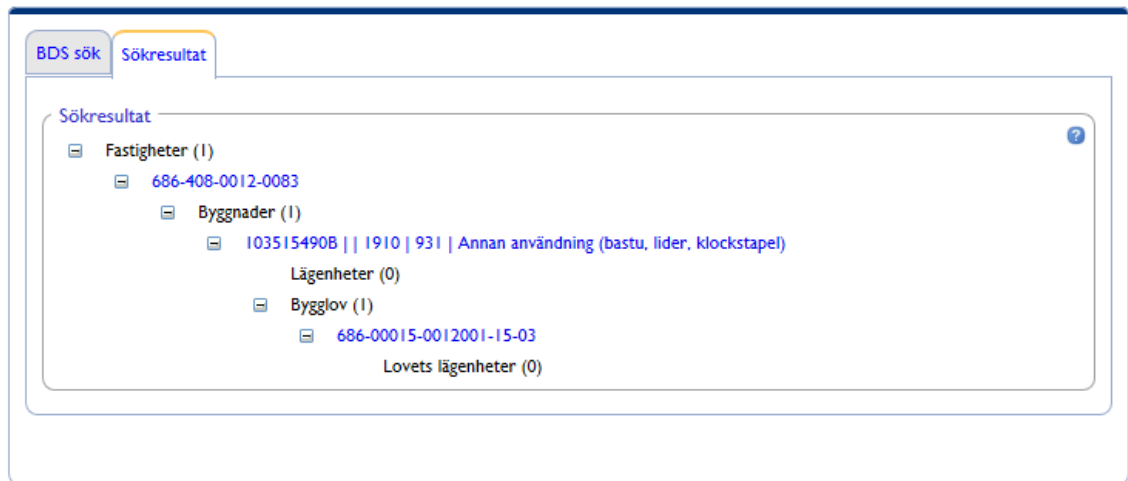 BDS sök Sökresultat
Sökresultat
?
Fastigheter (1)
686-408-0012-0083
Byggnader (1)
103515490B | | 1910 | 931 | Annan användning (bastu, lider, klockstapel)
Lägenheter (0)
Bygglov (1)
686-00015-0012001-15-03
Lovets lägenheter (0)